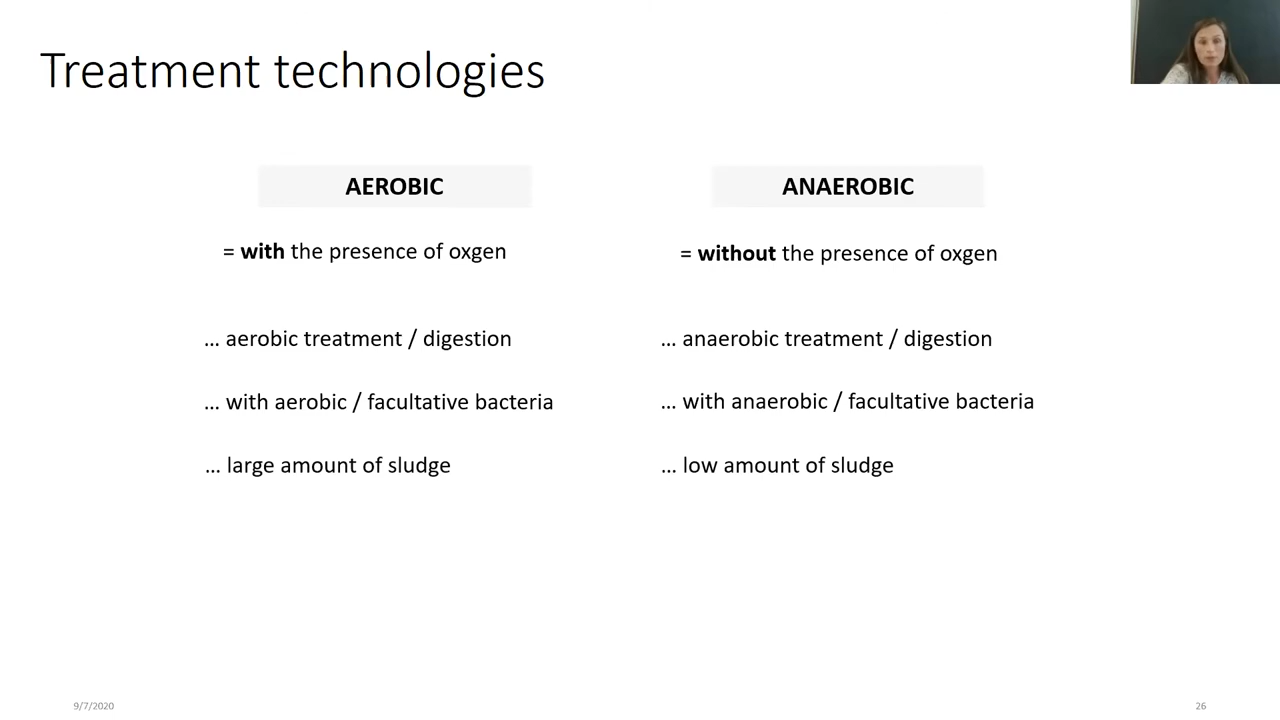 Treatment technologies
AEROBIC
= with the presence of oxgen
... aerobic treatment / digestion
... with aerobic / facultative bacteria
... large amount of sludge
ANAEROBIC
= without the presence of oxgen
... anaerobic treatment / digestion
... with anaerobic / facultative bacteria
... low amount of sludge
9/7/2020
26